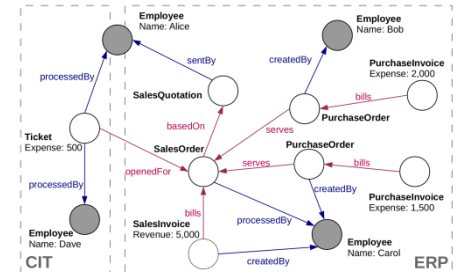 Employee
Name: Alice
Employee
Name: Bob
processedBy
sentBy
createdBy
PurchaseInvoice
Expense: 2,000
SalesQuotation
bills
PurchaseOrder
basedOn
serves
Ticket
Expense: 500
SalesOrder
PurchaseOrder
openedFor
serves
bills
processedBy
createdBy
PurchaseInvoice
Expense: 1,500
bills
SalesInvoice
Revenue: 5,000
processedBy
Employee
Name: Dave
Employee
Name: Carol
createdBy
CIT
ERP